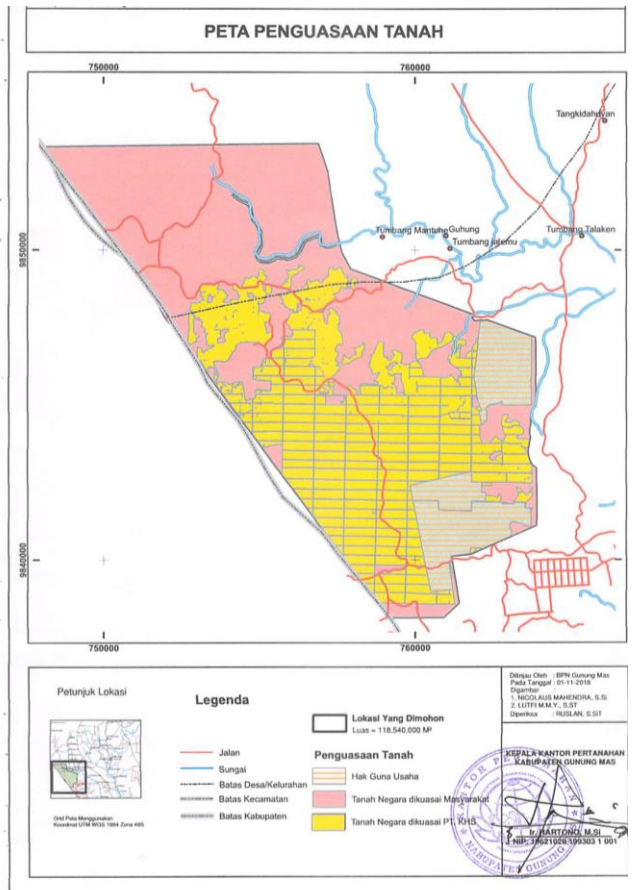 PETA PENGUASAAN TANAH
750000
760000
Tangkidahuyan
9850000
9850000
Tumbang Mantuhe
Guhung
Tumbang jalemu
Tumbang Talaken
9840000
9840000
750000
760000
Petunjuk Lokasi
Grid Peta Menggunakan
Koordinat UTM WGS 1984 Zona 49S
Legenda
Jalan
Sungai
Batas Desa/Kelurahan
Batas Kecamatan
Batas Kabupaten
Lokasi Yang Dimohon
Luas = 118.540.000 M²
Penguasaan Tanah
Hak Guna Usaha
Tanah Negara dikuasai Masyarakat
Tanah Negara dikuasai PT. KHS
Ditinjau Oleh : BPN Gunung Mas
Pada Tanggal : 01-11-2018
Digambar :
1. NICOLAUS MAHENDRA, S.Si
2. LUTFI M.M.Y., S.ST
Diperiksa : RUSLAN, S.SiT
KEPALA KANTOR PERTANAHAN
KABUPATEN GUNUNG MAS
Ir. HARTONO, M.SI
NIP. 19621028 199303 1 001